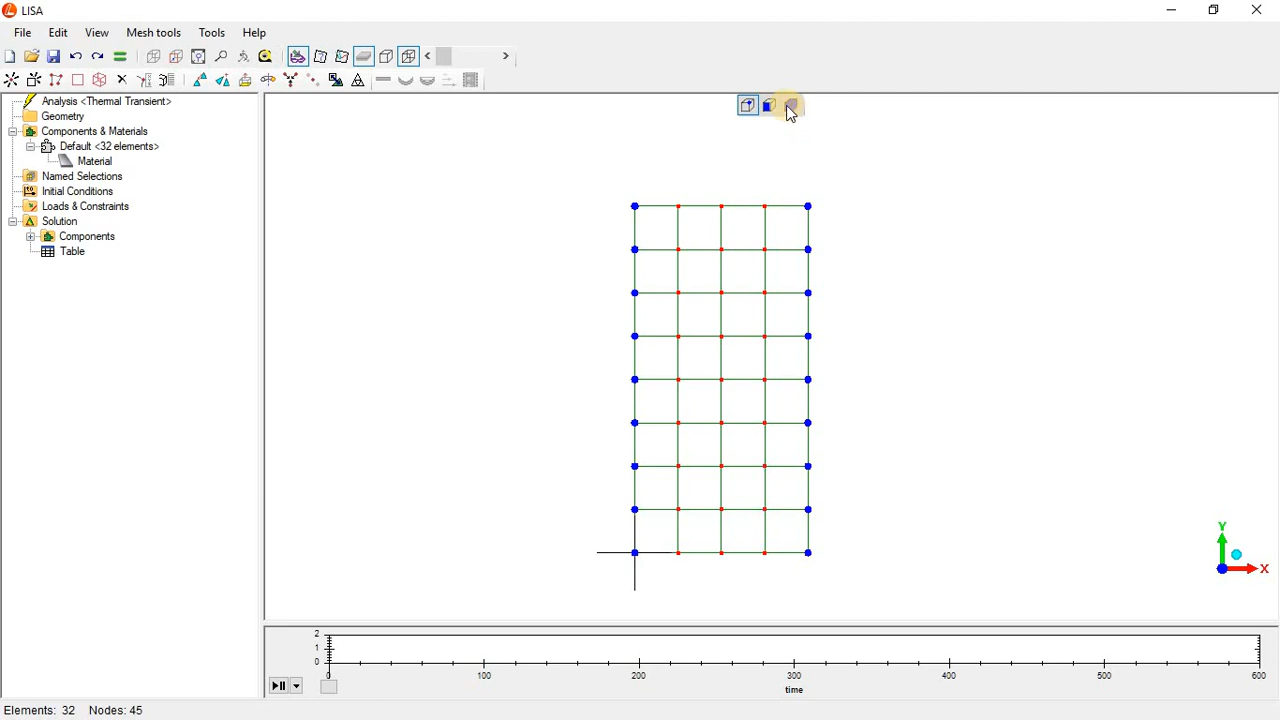 LISA
File Edit View Mesh tools Tools Help
Analysis <Thermal Transient>
Geometry
Components & Materials
Default <32 elements>
Material
Named Selections
Initial Conditions
Loads & Constraints
Solution
Components
Table
Y
X
2
1
0
0 100 200 300 400 500 600
time
Elements: 32 Nodes: 45